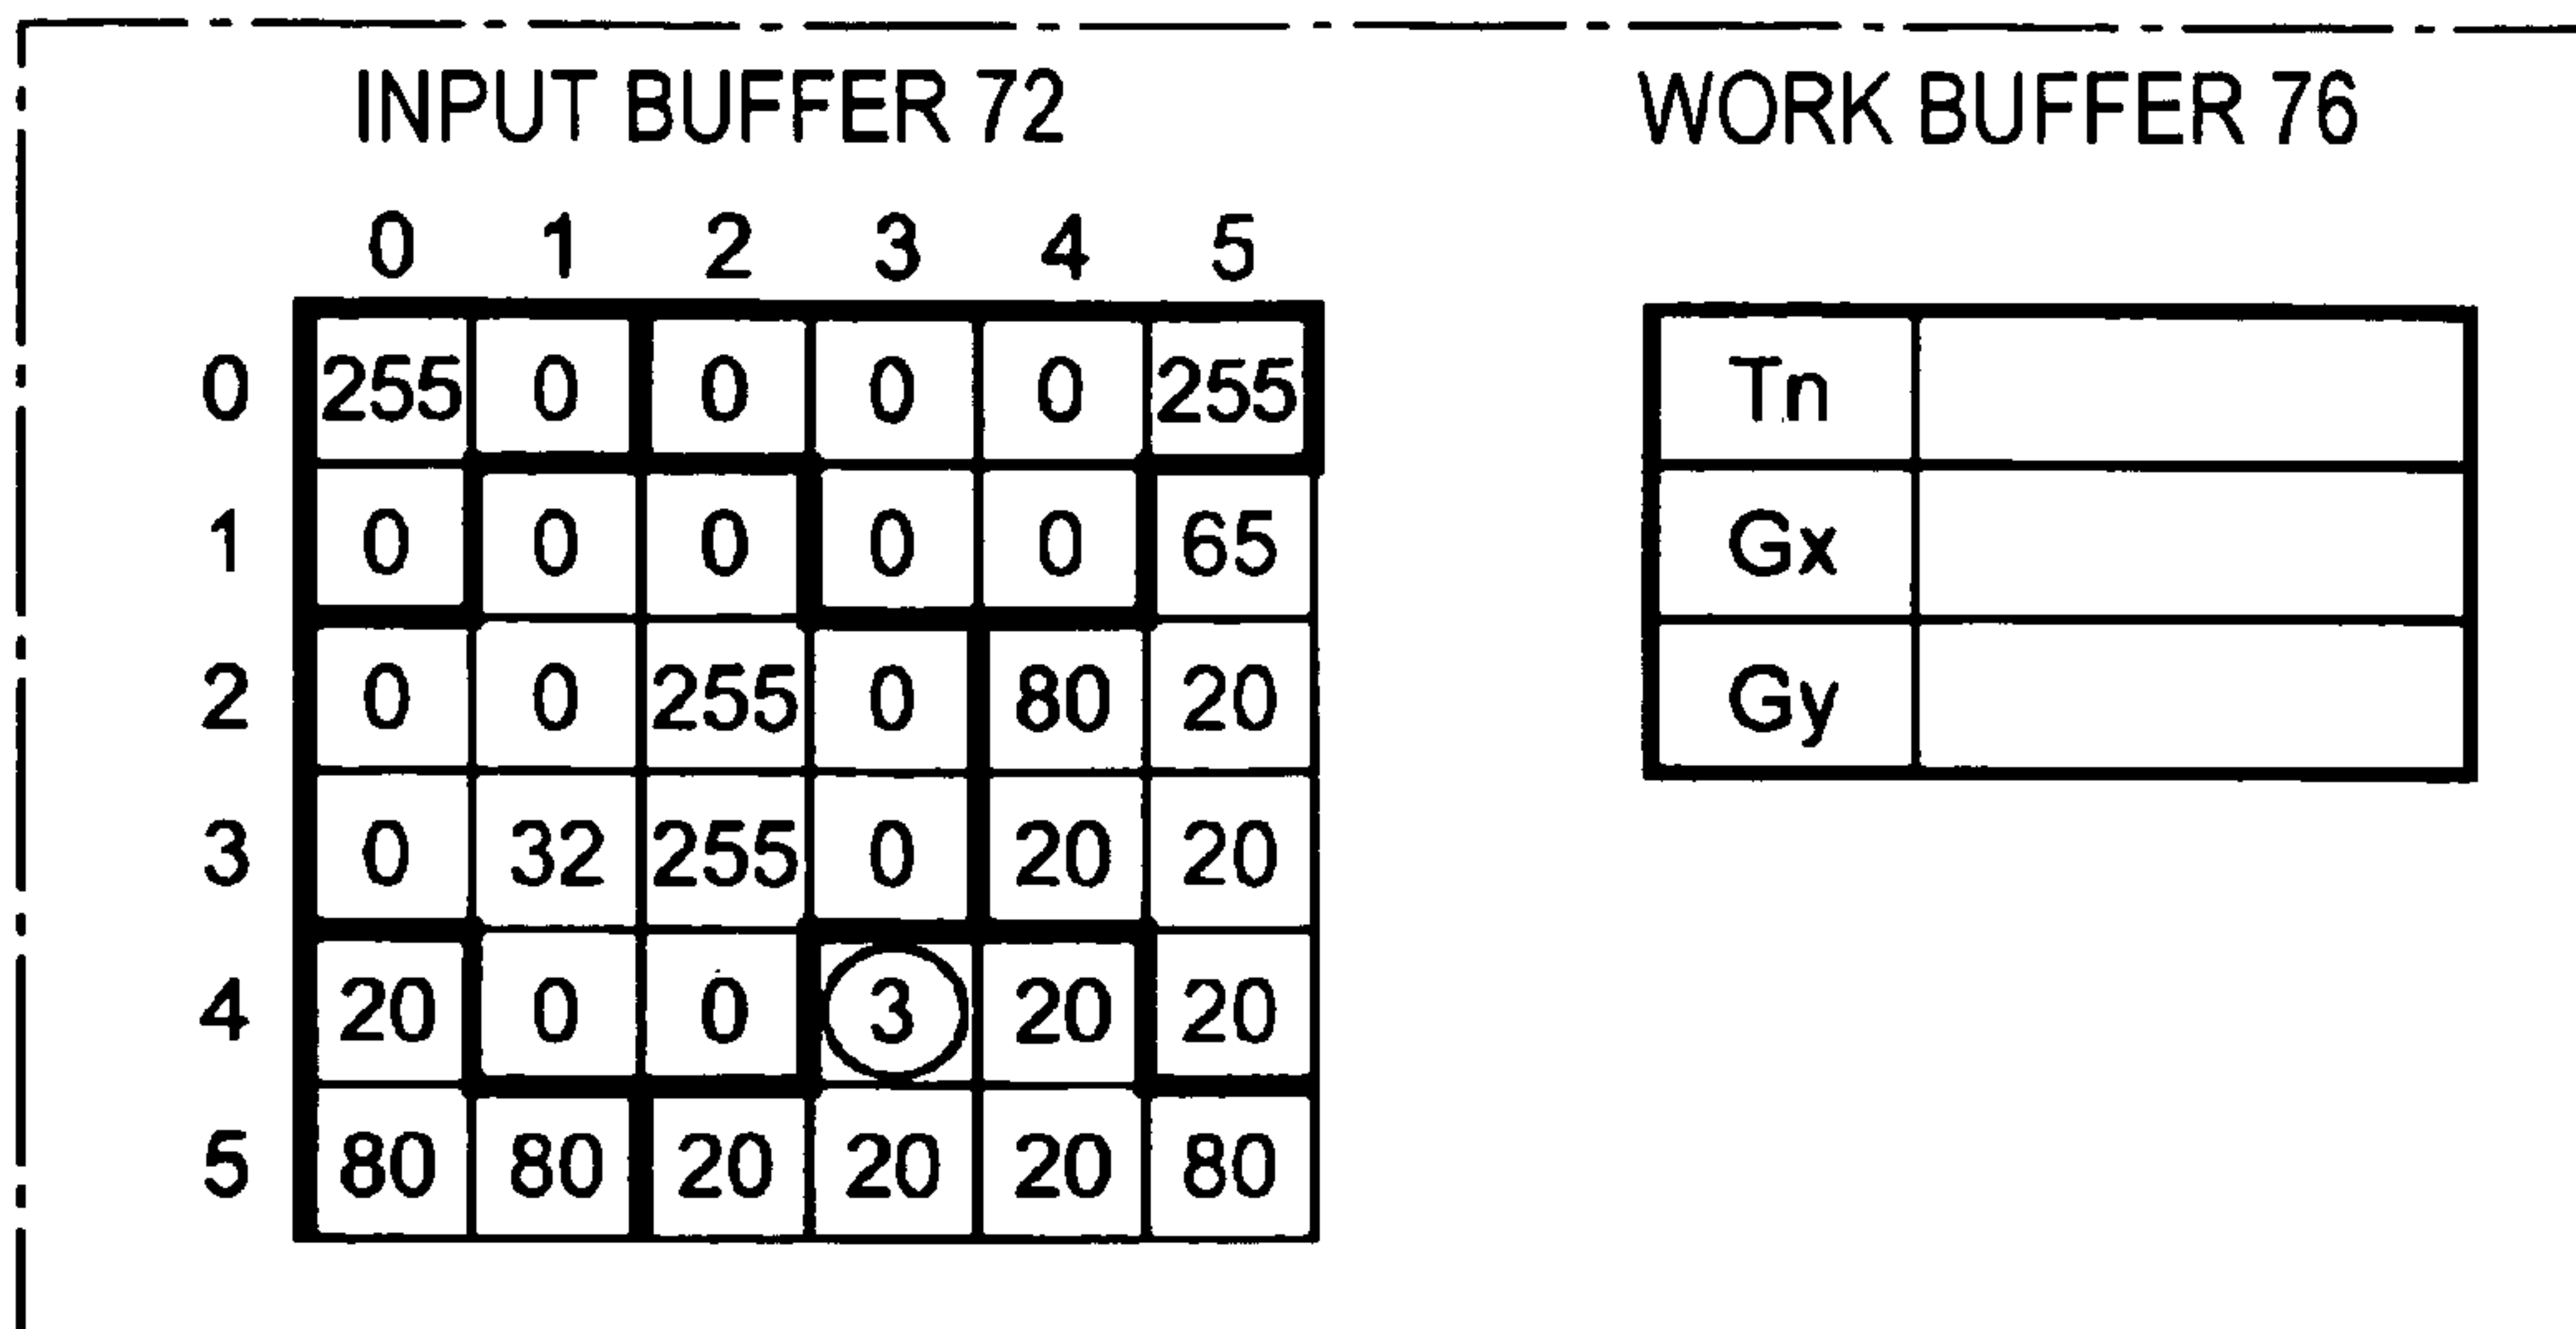 INPUT BUFFER 72 WORK BUFFER 76
0 1 2 3 4 5
0 255 0 0 0 0 255 Tn
1 0 0 0 0 0 65 Gx
2 0 0 255 0 80 20 Gy
3 0 32 255 0 20 20
4 20 0 0 3 20 20
5 80 80 20 20 20 80